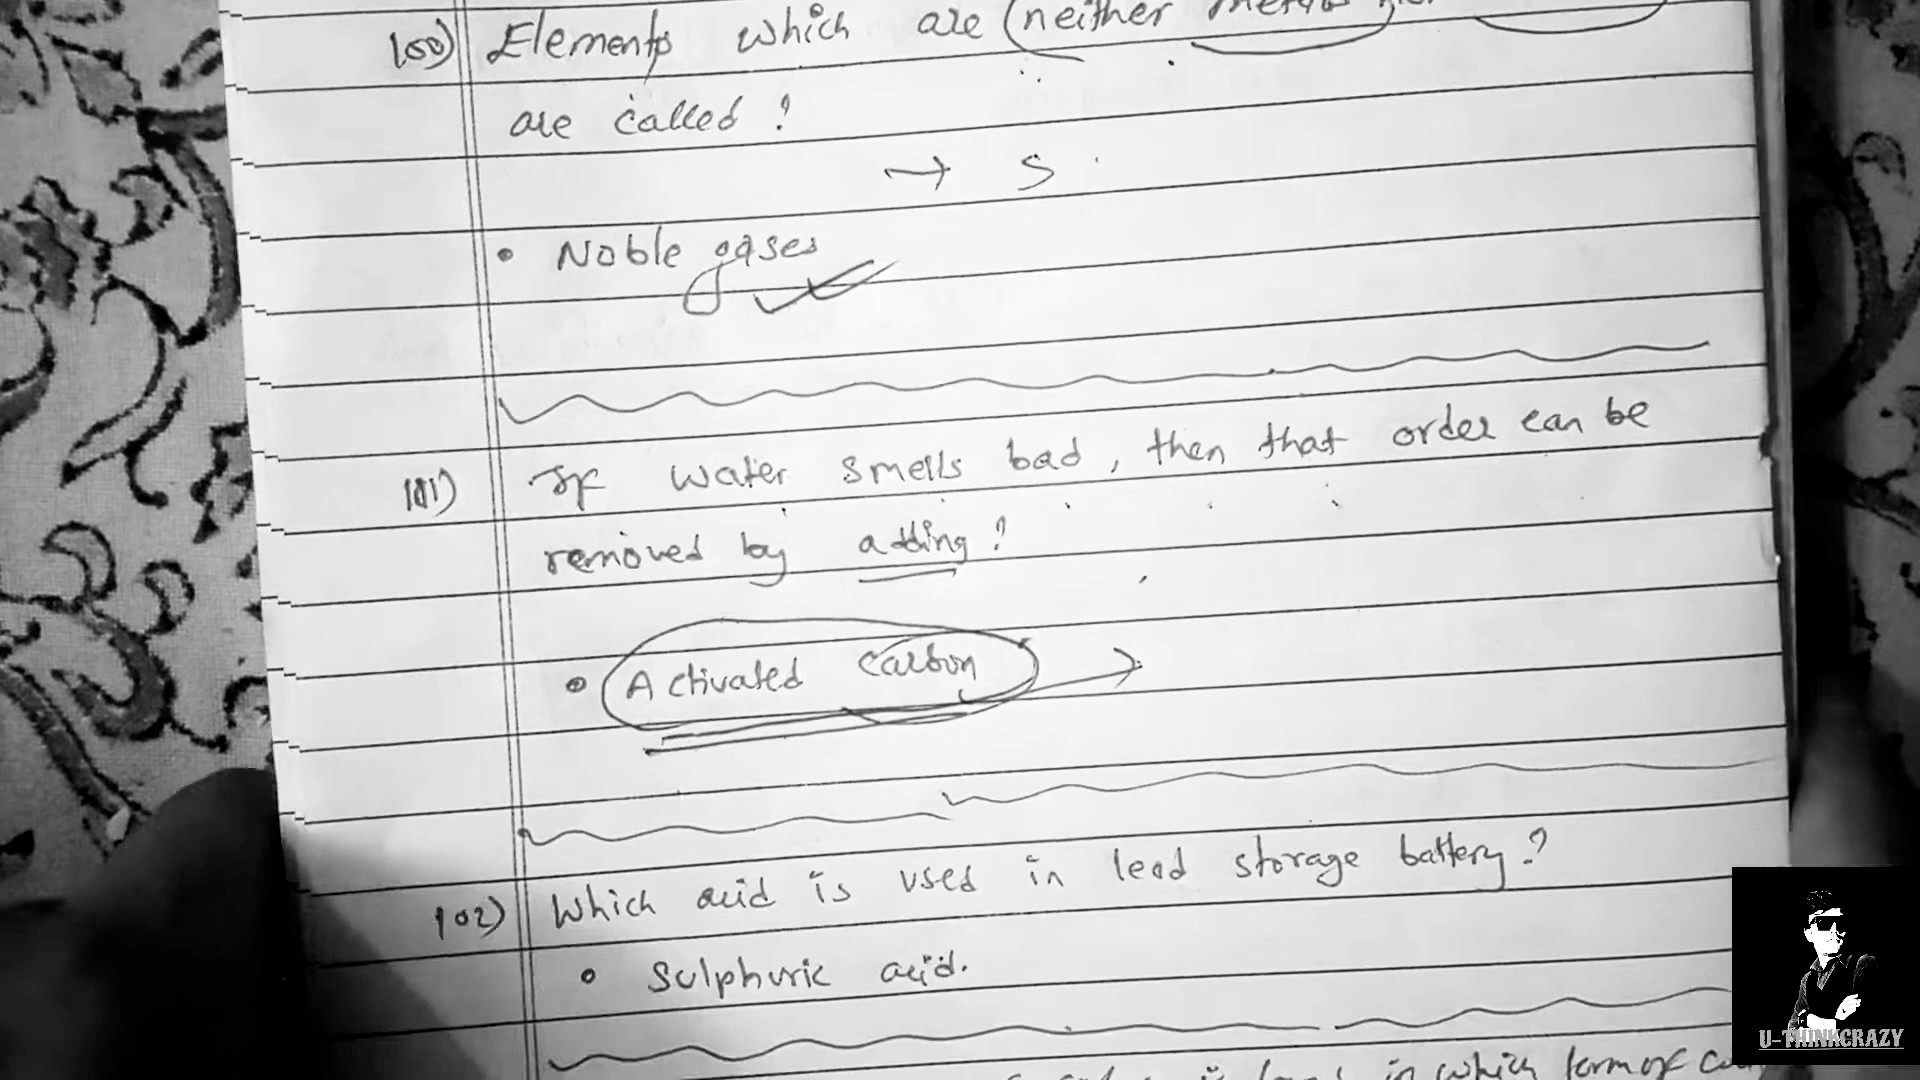 100) Elements which are (neither metals nor
are called?
→ S
• Noble gases
101) If water smells bad, then that order can be
removed by adding?
• Activated Carbon →
102) Which acid is used in lead storage battery?
• Sulphuric acid.
in which form of
U-THINKCRAZY